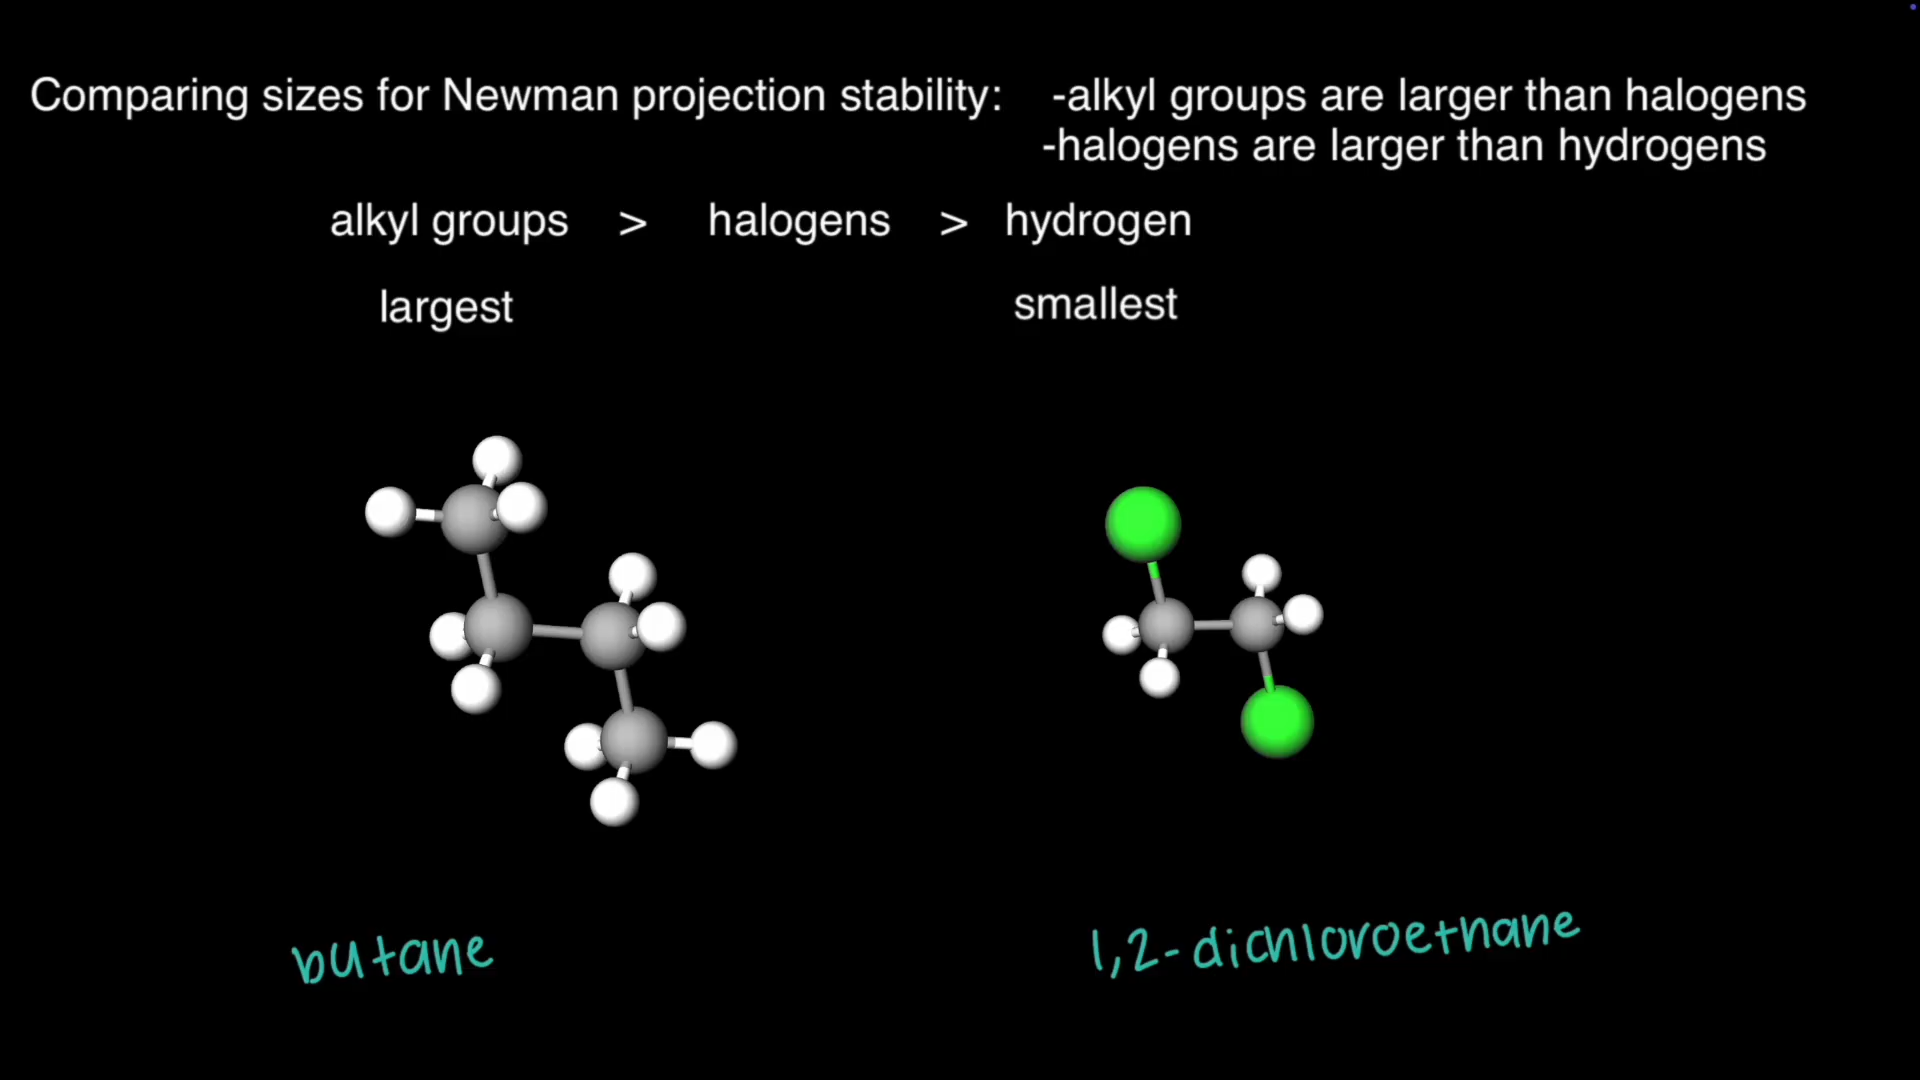 Comparing sizes for Newman projection stability: -alkyl groups are larger than halogens
-halogens are larger than hydrogens
alkyl groups > halogens > hydrogen
largest smallest
butane 1,2-dichloroethane